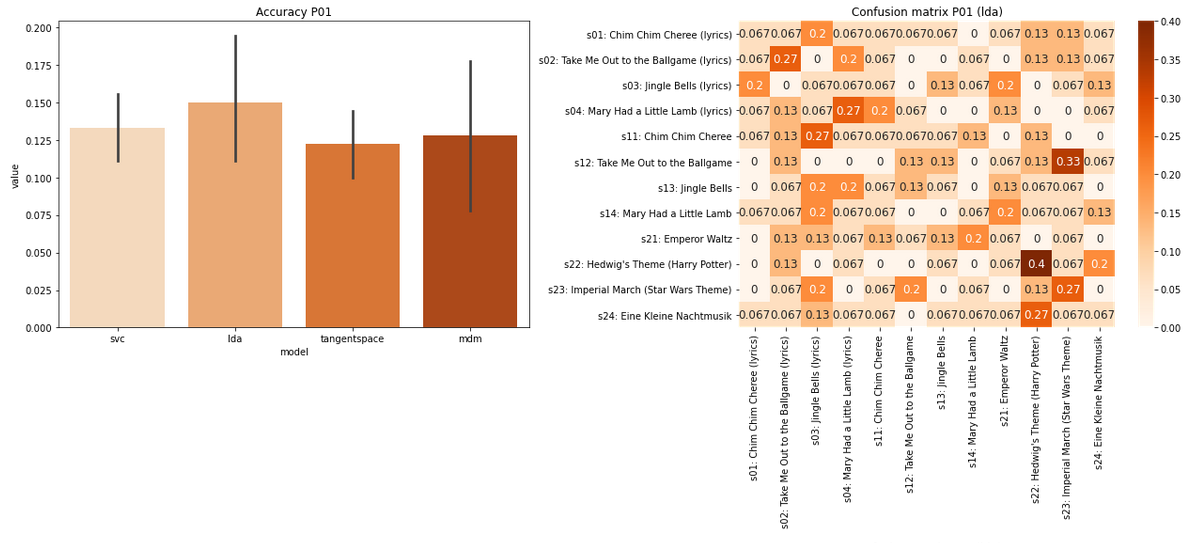 Accuracy P01
0.200
0.175
0.150
0.125
0.100
0.075
0.050
0.025
0.000
value
svc lda tangentspace mdm
model
Confusion matrix P01 (lda)
s01: Chim Chim Cheree (lyrics) 0.067 0.067 0.2 0.067 0.067 0.067 0.067 0 0.067 0.13 0.13 0.067
s02: Take Me Out to the Ballgame (lyrics) 0.067 0.27 0 0.2 0 0 0.067 0 0.067 0.13 0.13 0.067
s03: Jingle Bells (lyrics) 0.2 0 0.067 0.067 0.067 0 0.13 0.067 0.2 0 0.067 0.13
s04: Mary Had a Little Lamb (lyrics) 0.067 0.13 0.067 0.27 0.2 0.067 0 0 0.13 0 0 0.067
s11: Chim Chim Cheree 0.067 0.13 0.27 0.067 0.067 0.067 0.067 0.13 0 0.13 0 0
s12: Take Me Out to the Ballgame 0 0.13 0 0 0 0.13 0.13 0 0.067 0.13 0.33 0.067
s13: Jingle Bells 0 0.067 0.2 0.2 0.067 0.13 0.067 0 0.13 0.067 0.067 0
s14: Mary Had a Little Lamb 0.067 0.067 0.2 0.067 0.067 0 0 0.067 0.2 0.067 0.067 0.13
s21: Emperor Waltz 0 0.13 0.13 0.067 0.13 0.067 0.13 0.2 0.067 0 0.067 0
s22: Hedwig's Theme (Harry Potter) 0 0.13 0 0.067 0 0 0.067 0 0.067 0.4 0.067 0.2
s23: Imperial March (Star Wars Theme) 0 0.067 0.2 0 0.067 0.2 0 0.067 0 0.13 0.27 0
s24: Eine Kleine Nachtmusik 0.067 0.067 0.13 0.067 0.067 0 0.067 0.067 0.067 0.27 0.067 0.067
s01: Chim Chim Cheree (lyrics)
s02: Take Me Out to the Ballgame (lyrics)
s03: Jingle Bells (lyrics)
s04: Mary Had a Little Lamb (lyrics)
s11: Chim Chim Cheree
s12: Take Me Out to the Ballgame
s13: Jingle Bells
s14: Mary Had a Little Lamb
s21: Emperor Waltz
s22: Hedwig's Theme (Harry Potter)
s23: Imperial March (Star Wars Theme)
s24: Eine Kleine Nachtmusik
0.40
0.35
0.30
0.25
0.20
0.15
0.10
0.05
0.00